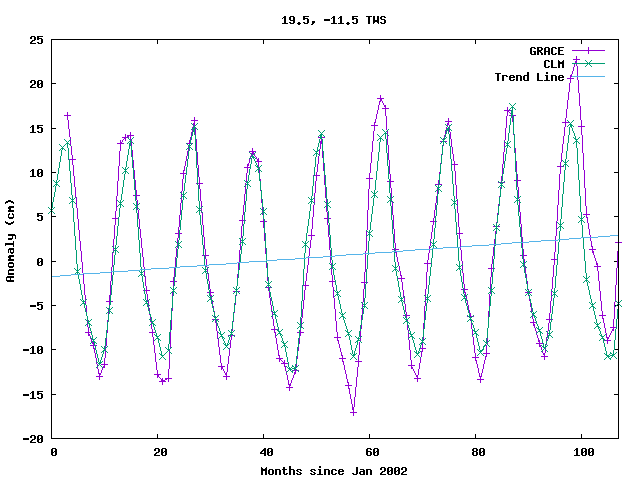 19.5, -11.5 TWS
GRACE
CLM
Trend Line
Anomaly (cm)
25
20
15
10
5
0
-5
-10
-15
-20
0 20 40 60 80 100
Months since Jan 2002